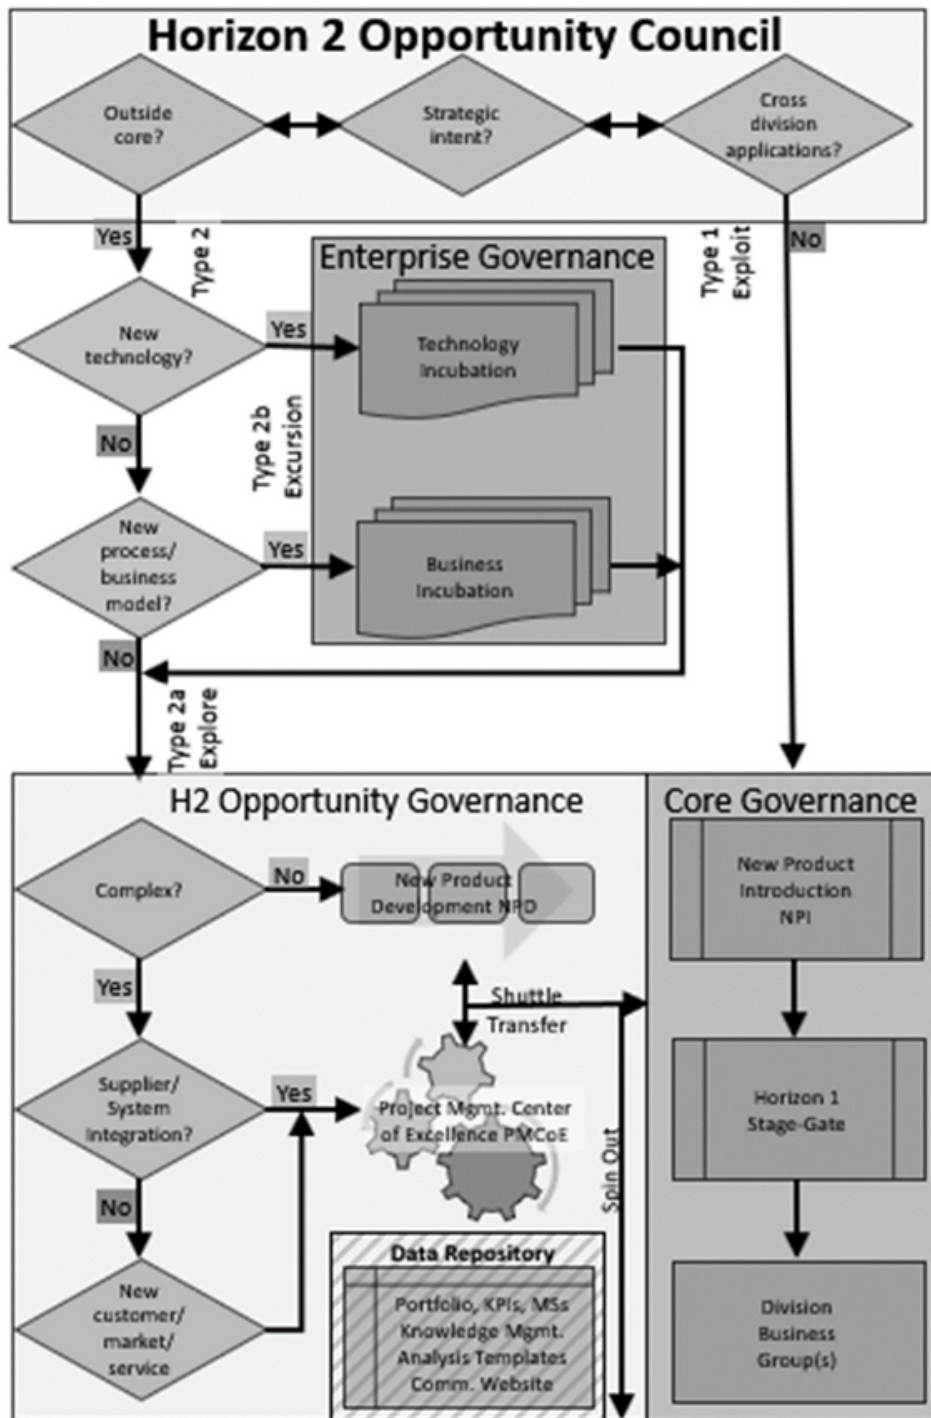 Horizon 2 Opportunity Council
Outside
core?
Strategic
intent?
Cross
division
applications?
Yes
Type 2
Type 1
Exploit
No
Enterprise Governance
New
technology?
Yes
Technology
Incubation
No
Type 2b
Excursion
New
process/
business
model?
Yes
Business
Incubation
No
Type 2a
Explore
H2 Opportunity Governance
Complex?
No
New Product
Development NPD
Yes
Shuttle
Transfer
Supplier/
System
Integration?
Yes
Project Mgmt. Center
of Excellence PMCoE
Spin Out
No
New
customer/
market/
service
Data Repository
Portfolio, KPIs, MSs
Knowledge Mgmt.
Analysis Templates
Comm. Website
Core Governance
New Product
Introduction
NPI
Horizon 1
Stage-Gate
Division
Business
Group(s)